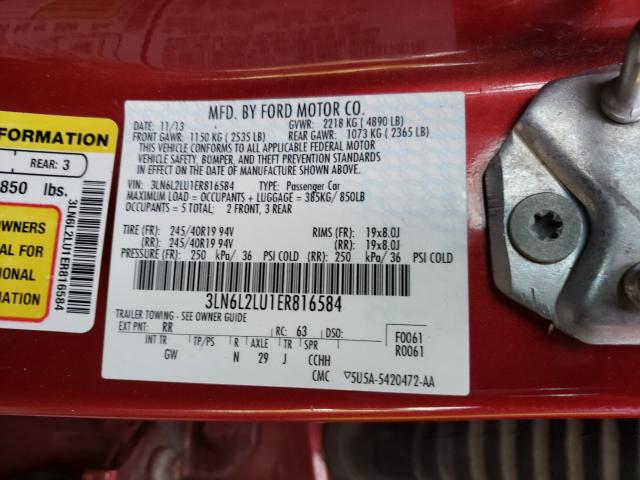 FORMATION
REAR: 3
850 lbs.
OWNERS
AL FOR
TIONAL
MATION
3LN6L2LU1ER816584
MFD. BY FORD MOTOR CO.
DATE: 11/13 GVWR: 2218 KG ( 4890 LB)
FRONT GAWR: 1150 KG ( 2535 LB) REAR GAWR: 1073 KG ( 2365 LB)
THIS VEHICLE CONFORMS TO ALL APPLICABLE FEDERAL MOTOR
VEHICLE SAFETY, BUMPER, AND THEFT PREVENTION STANDARDS
IN EFFECT ON THE DATE OF MANUFACTURE SHOWN ABOVE.
VIN: 3LN6L2LU1ER816584 TYPE: Passenger Car
MAXIMUM LOAD = OCCUPANTS + LUGGAGE = 385KG/ 850LB
OCCUPANTS = 5 TOTAL: 2 FRONT, 3 REAR
TIRE (FR): 245/40R19 94V RIMS (FR): 19x8.0J
(RR): 245/40R19 94V (RR): 19x8.0J
PRESSURE (FR): 250 kPa/ 36 PSI COLD (RR): 250 kPa/ 36 PSI COLD
3LN6L2LU1ER816584
TRAILER TOWING - SEE OWNER GUIDE
EXT PNT: RR RC: 63 DSO:
INT TR TP/PS R AXLE TR SPR
GW N 29 J CCHH
F0061
R0061
CMC ▽5U5A-5420472-AA